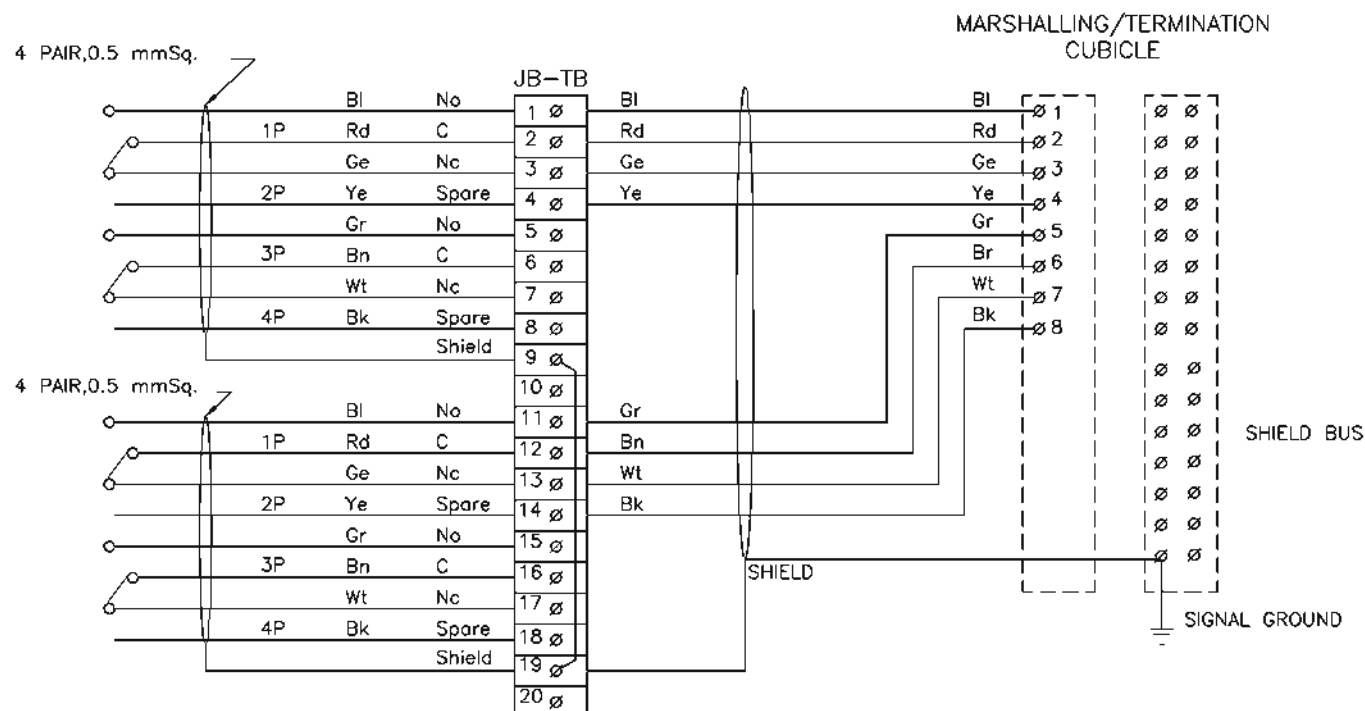 MARSHALLING/TERMINATION
CUBICLE
4 PAIR,0.5 mmSq.
JB-TB
Bl No 1 Bl Bl 1
1P Rd C 2 Rd Rd 2
Ge Nc 3 Ge Ge 3
2P Ye Spare 4 Ye Ye 4
Gr No 5 Gr 5
3P Bn C 6 Br 6
Wt Nc 7 Wt 7
4P Bk Spare 8 Bk 8
Shield 9
4 PAIR,0.5 mmSq. 10
Bl No 11 Gr
1P Rd C 12 Bn SHIELD BUS
Ge Nc 13 Wt
2P Ye Spare 14 Bk
Gr No 15
3P Bn C 16 SHIELD
Wt Nc 17 SIGNAL GROUND
4P Bk Spare 18
Shield 19
20